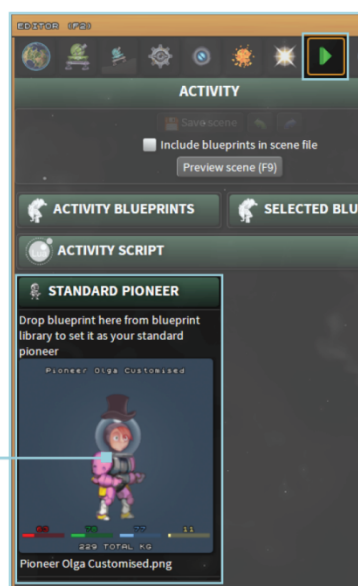 EDITOR (F2)
ACTIVITY
Save scene
Include blueprints in scene file
Preview scene (F9)
ACTIVITY BLUEPRINTS
SELECTED BLU
ACTIVITY SCRIPT
STANDARD PIONEER
Drop blueprint here from blueprint
library to set it as your standard
pioneer
Pioneer Olga Customised
77 11
229 TOTAL KG
Pioneer Olga Customised.png